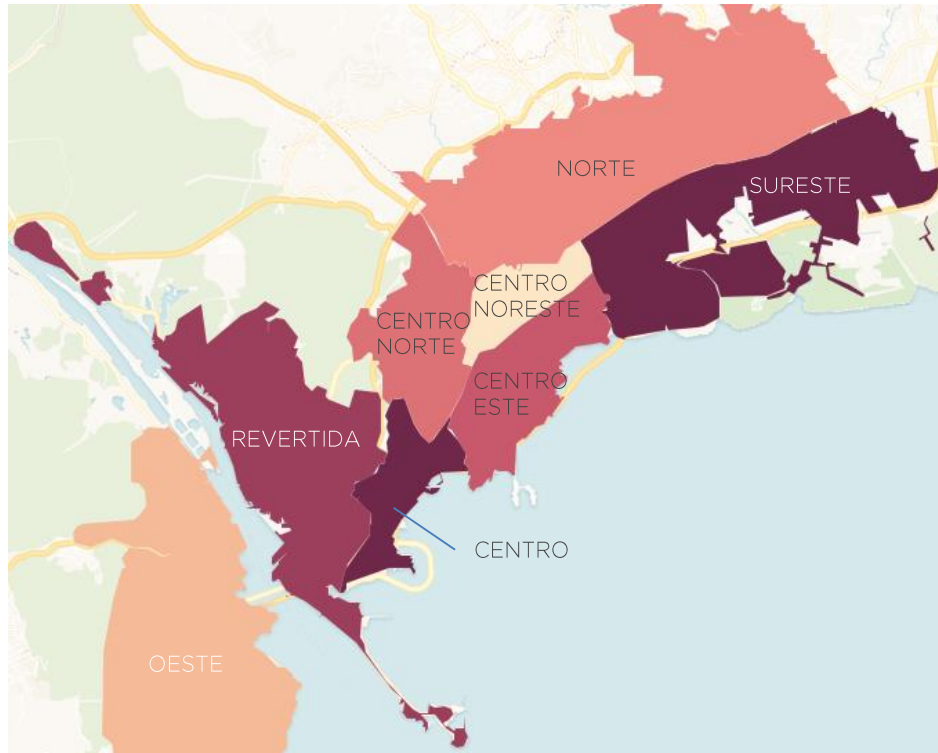 NORTE
SURESTE
CENTRO
NORESTE
CENTRO
NORTE
CENTRO
ESTE
REVERTIDA
CENTRO
OESTE